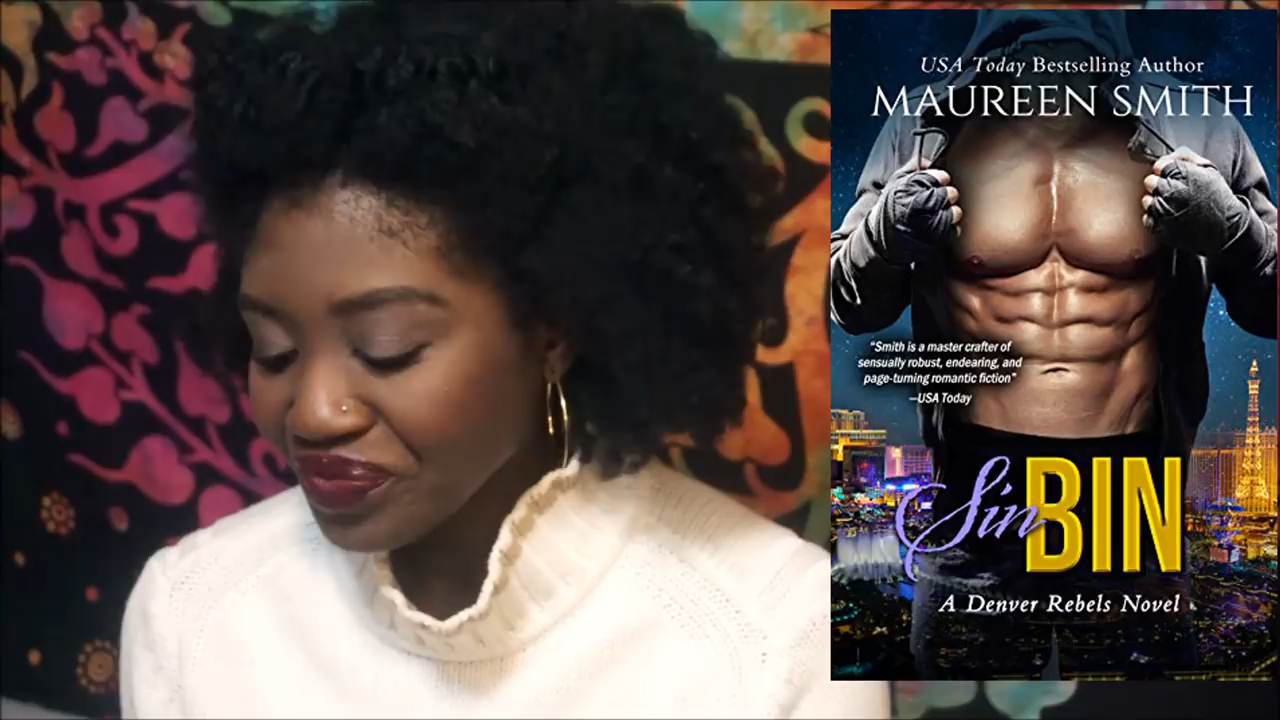 USA Today Bestselling Author
MAUREEN SMITH
"Smith is a master crafter of
sensually robust, endearing, and
page-turning romantic fiction"
—USA Today
Sin BIN
A Denver Rebels Novel